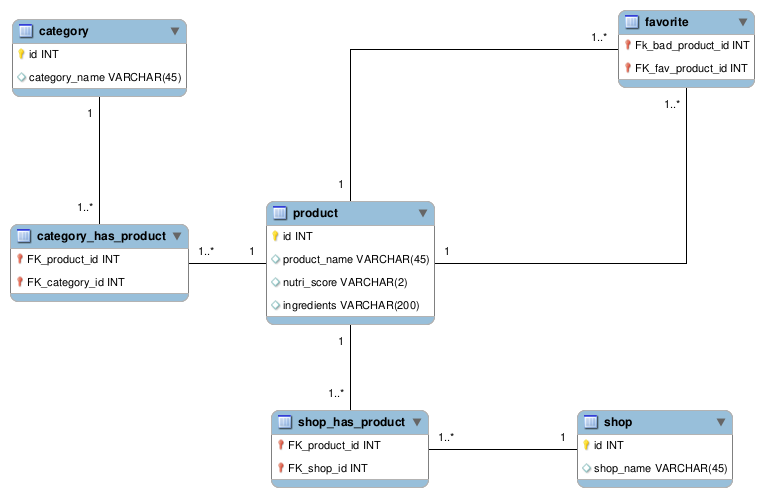 category
id INT
category_name VARCHAR(45)
1
1..*
favorite
Fk_bad_product_id INT
FK_fav_product_id INT
1..*
1..*
1
product
id INT
product_name VARCHAR(45)
nutri_score VARCHAR(2)
ingredients VARCHAR(200)
1
category_has_product
FK_product_id INT
FK_category_id INT
1..*
1
1
1..*
shop_has_product
FK_product_id INT
FK_shop_id INT
1..*
1
shop
id INT
shop_name VARCHAR(45)